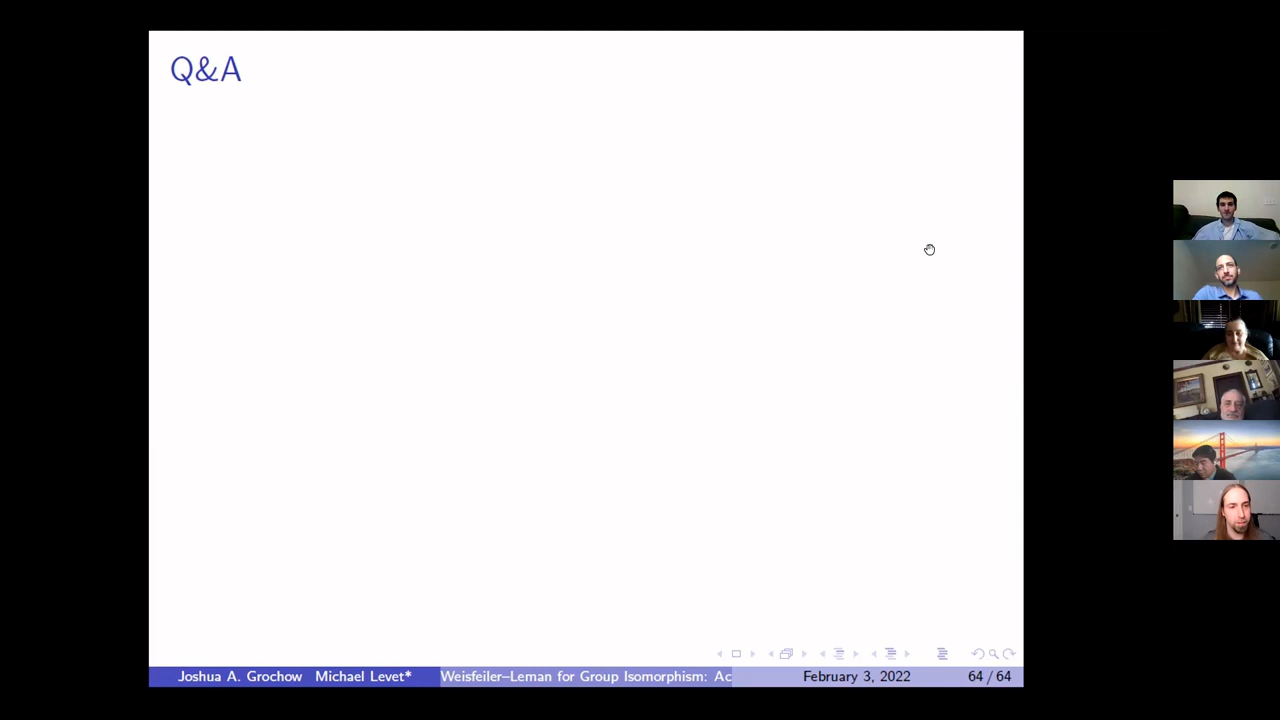 Q&A
Joshua A. Grochow Michael Levet* Weisfeiler–Leman for Group Isomorphism: Ac February 3, 2022 64 / 64